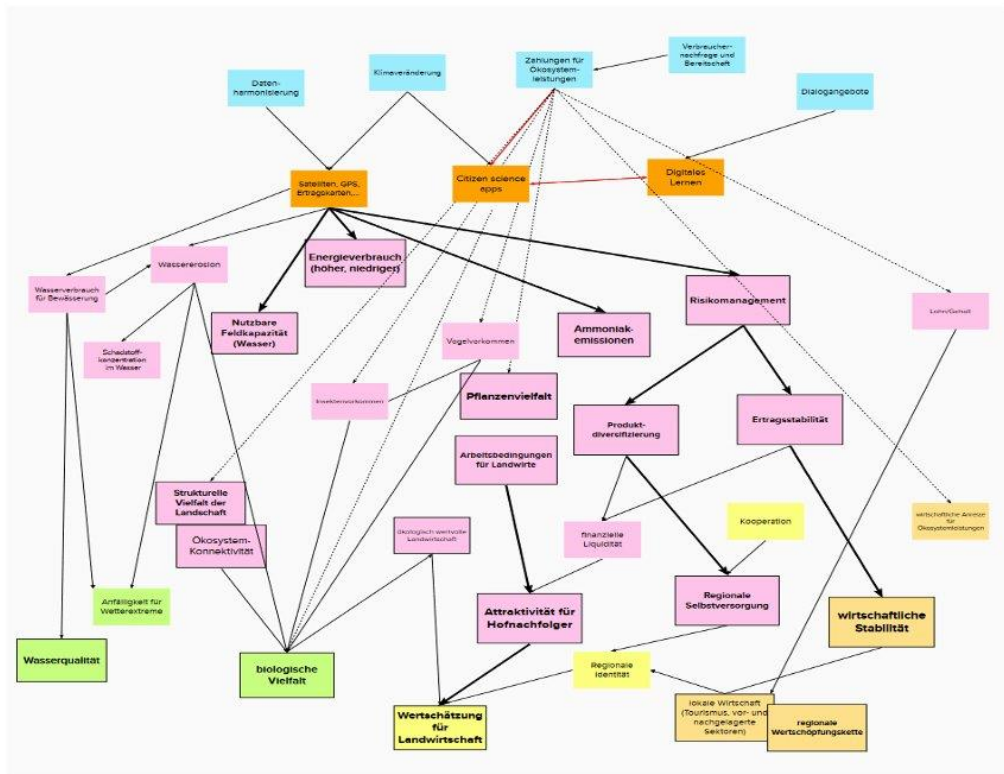 Daten-
harmonisierung
Klimaveränderung
Zahlungen für
Ökosystem-
leistungen
Verbraucher-
nachfrage und
Bereitschaft
Dialogangebote
Satelliten, GPS,
Ertragskarten,...
Citizen science
apps
Digitales
Lernen
Wasserverbrauch
für Bewässerung
Wassererosion
Energieverbrauch
(höher, niedriger)
Risikomanagement
Lohn/Gehalt
Nutzbare
Feldkapazität
(Wasser)
Schadstoff-
konzentration
im Wasser
Vogelvorkommen
Ammoniak-
emissionen
Insektenvorkommen
Pflanzenvielfalt
Produkt-
diversifizierung
Ertragsstabilität
Arbeitsbedingungen
für Landwirte
Strukturelle
Vielfalt der
Landschaft
Ökosystem-
Konnektivität
ökologisch wertvolle
Landwirtschaft
finanzielle
Liquidität
Kooperation
wirtschaftliche Anreize
für
Ökosystemleistungen
Anfälligkeit für
Wetterextreme
Attraktivität für
Hofnachfolger
Regionale
Selbstversorgung
wirtschaftliche
Stabilität
Wasserqualität
biologische
Vielfalt
Regionale
Identität
Wertschätzung
für
Landwirtschaft
lokale Wirtschaft
(Tourismus, vor- und
nachgelagerte
Sektoren)
regionale
Wertschöpfungskette